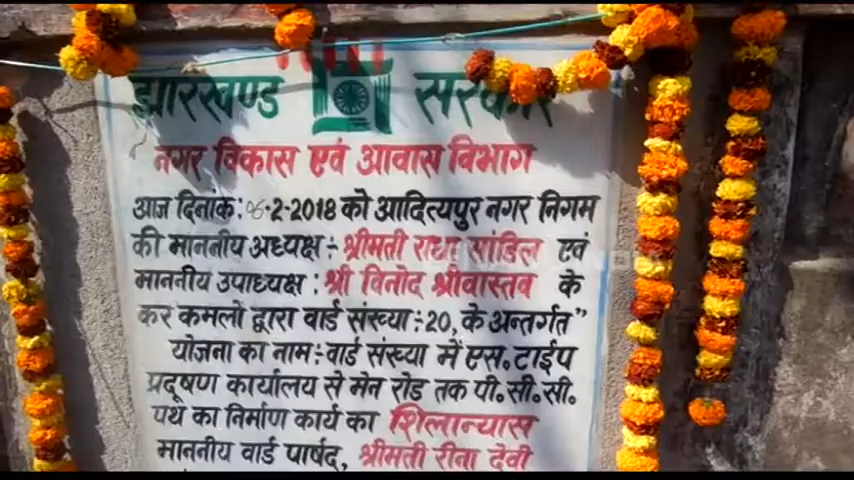 झारखण्ड सरकार
नगर विकास एवं आवास विभाग
आज दिनांक:06-2-2018 को आदित्यपुर नगर निगम
की माननीय अध्यक्ष ÷ श्रीमती राधा सांडिल एवं
माननीय उपाध्यक्ष : श्री विनोद श्रीवास्तव के
कर कमलो द्वारा वार्ड संख्या ÷ 20, के अन्तर्गत"
योजना का नाम ÷ वार्ड संख्या में एस. टाईप
प्रदूषण कार्यालय से मेन रोड तक पी.सी.सी.
पथ का निर्माण कार्य का शिलान्यास
माननीय वार्ड पार्षद, श्रीमती रीता देवी